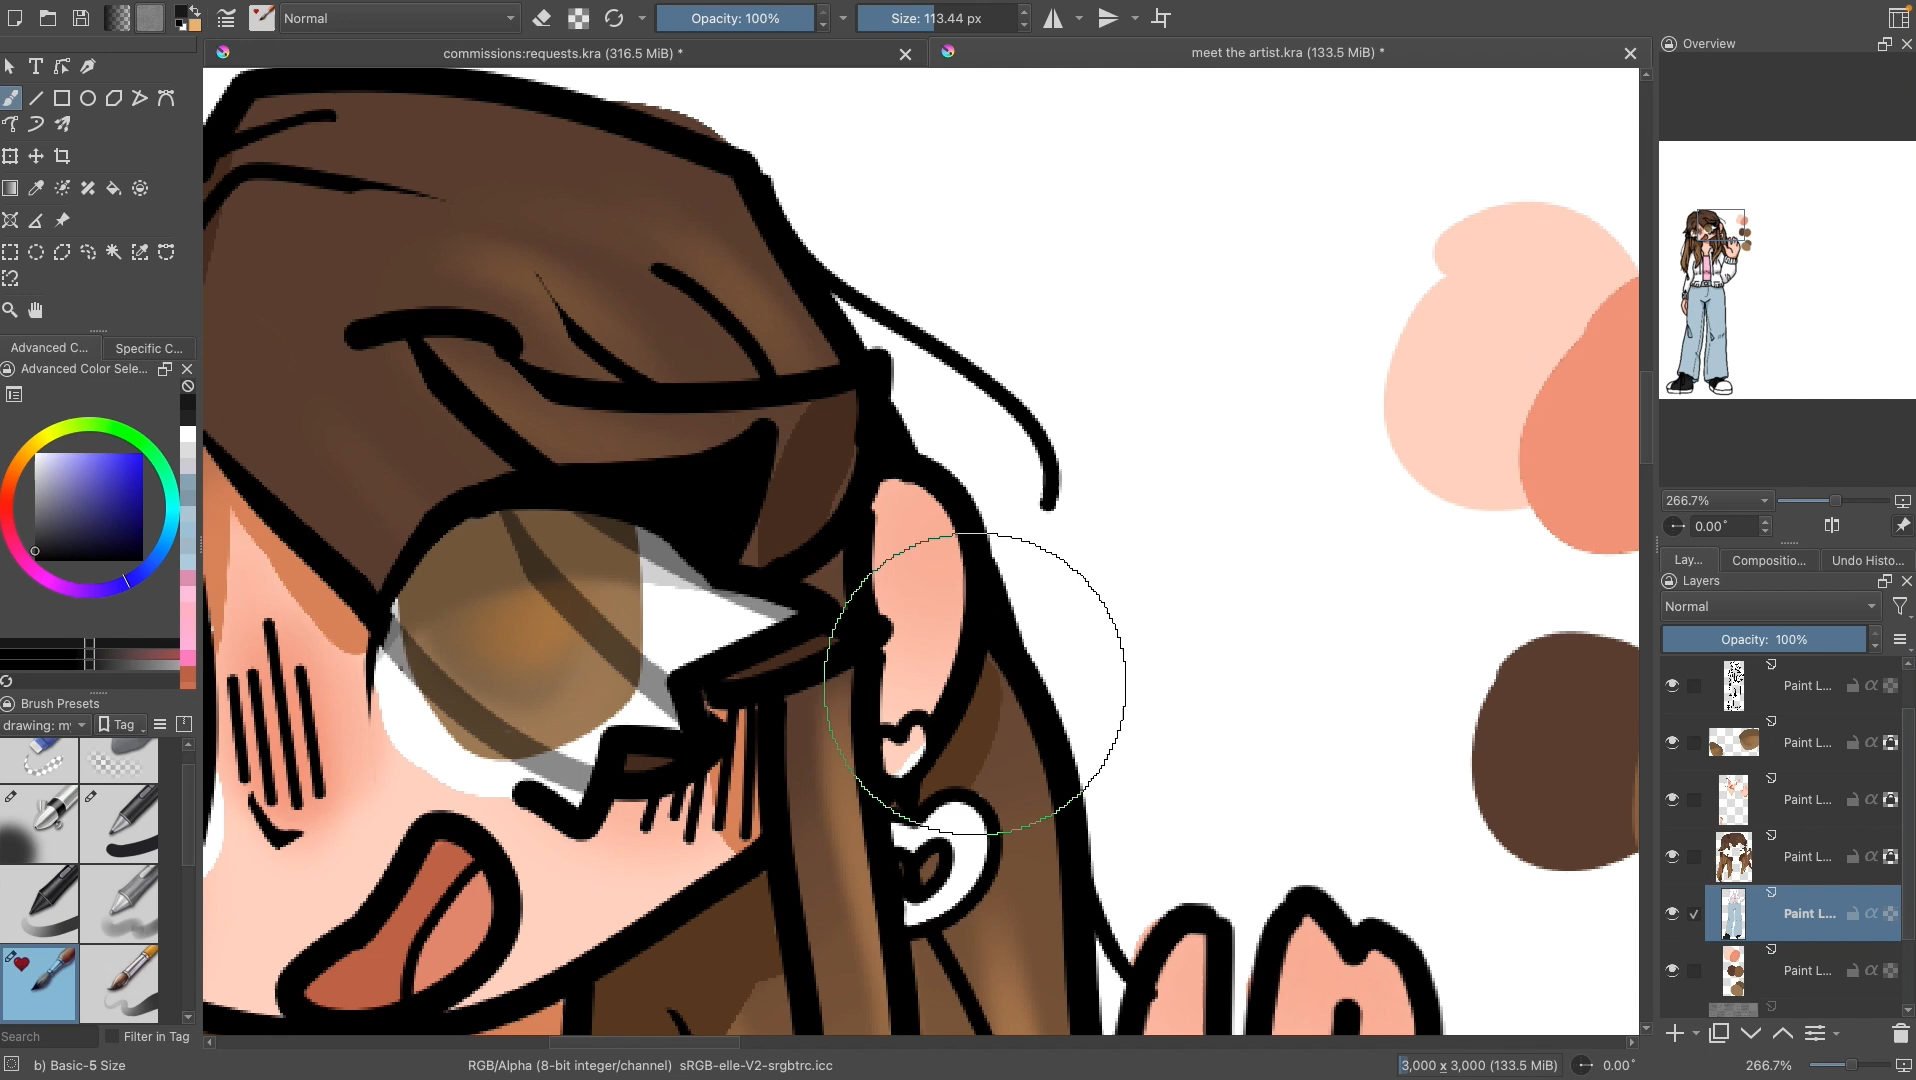 Normal
Opacity: 100%
Size: 113.44 px
commissions:requests.kra (316.5 MiB) *
meet the artist.kra (133.5 MiB) *
Overview
Advanced C...
Specific C...
Advanced Color Sele...
Brush Presets
drawing: m
Tag
Search
Filter in Tag
b) Basic-5 Size
RGB/Alpha (8-bit integer/channel) sRGB-elle-V2-srgbtrc.icc
3,000 x 3,000 (133.5 MiB)
0.00°
266.7%
266.7%
0.00°
Lay...
Compositio...
Undo Histo...
Layers
Normal
Opacity: 100%
Paint L...
Paint L...
Paint L...
Paint L...
Paint L...
Paint L...